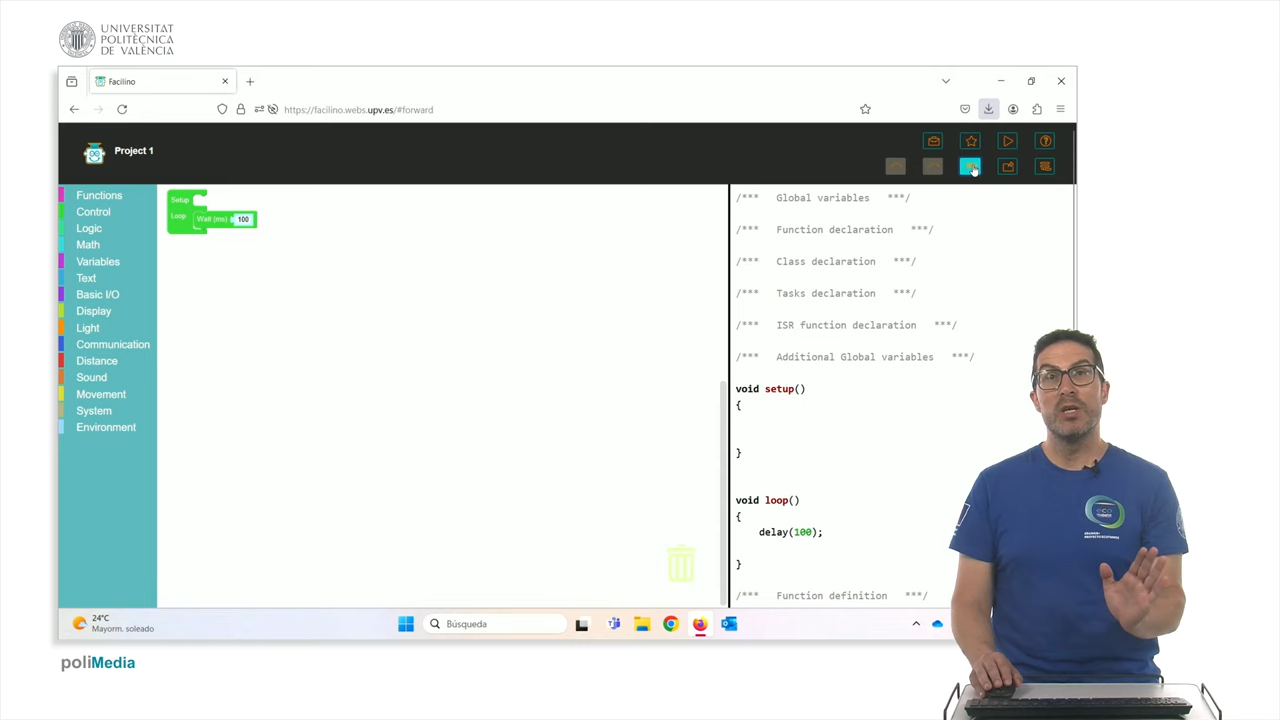 UNIVERSITAT
POLITÈCNICA
DE VALÈNCIA
Facilino
https://facilino.webs.upv.es/#forward
Project 1
Functions
Control
Logic
Math
Variables
Text
Basic I/O
Display
Light
Communication
Distance
Sound
Movement
System
Environment
Setup
Loop
Wait (ms) 100
/*** Global variables ***/
/*** Function declaration ***/
/*** Class declaration ***/
/*** Tasks declaration ***/
/*** ISR function declaration ***/
/*** Additional Global variables ***/
void setup()
{
}
void loop()
{
delay(100);
}
/*** Function definition ***/
eco
24°C
Mayorm. soleado
Búsqueda
poliMedia